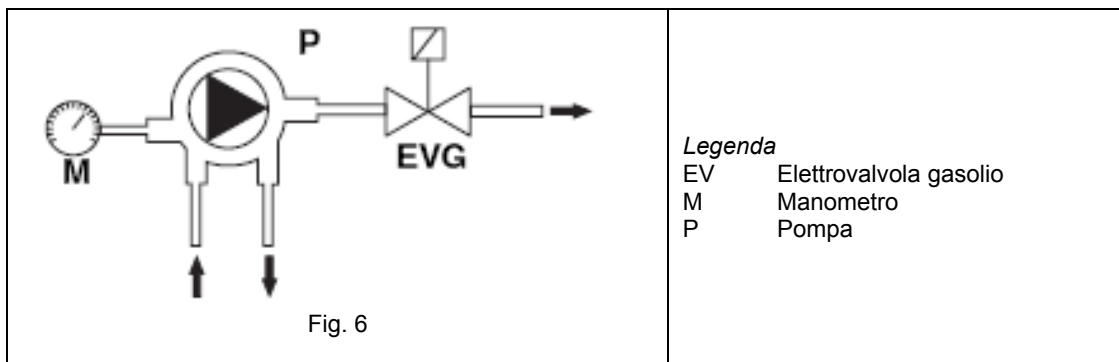 P
M
EVG
Fig. 6
Legenda
EV Elettrovalvola gasolio
M Manometro
P Pompa